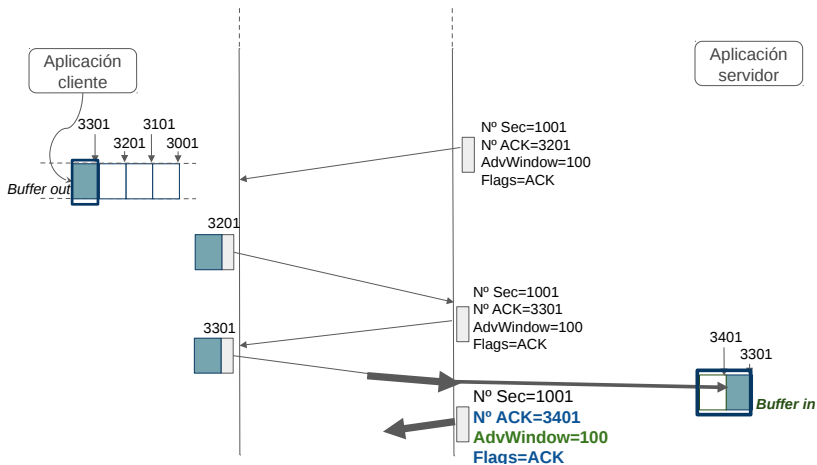 Aplicación
cliente
Aplicación
servidor
3301
3101
3201
3001
Buffer out
Nº Sec=1001
Nº ACK=3201
AdvWindow=100
Flags=ACK
3201
Nº Sec=1001
Nº ACK=3301
AdvWindow=100
Flags=ACK
3301
3401
3301
Buffer in
Nº Sec=1001
Nº ACK=3401
AdvWindow=100
Flags=ACK